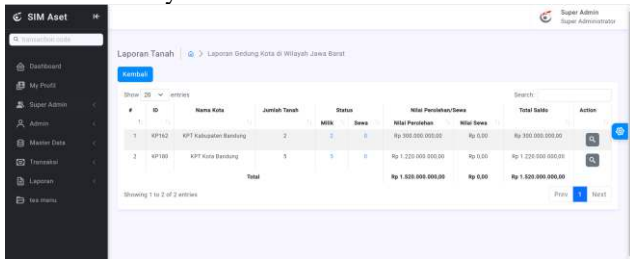 SIM Aset
Super Admin
Super Administrator
Dashboard
My Profil
Super Admin
Admin
Master Data
Transaksi
Laporan
tes menu
Laporan Tanah > Laporan Gedung Kota di Wilayah Jawa Barat
Kembali
Show 25 entries Search:
# ID Nama Kota Jumlah Tanah Status Nilai Perolehan/Sewa Total Saldo Action
Milik Sewa Nilai Perolehan Nilai Sewa
1 KP162 KPT Kabupaten Bandung 2 2 0 Rp 300.000.000,00 Rp 0,00 Rp 300.000.000,00
2 KP180 KPT Kota Bandung 5 5 0 Rp 1.220.000.000,00 Rp 0,00 Rp 1.220.000.000,00
Total Rp 1.520.000.000,00 Rp 0,00 Rp 1.520.000.000,00
Showing 1 to 2 of 2 entries Prev 1 Next